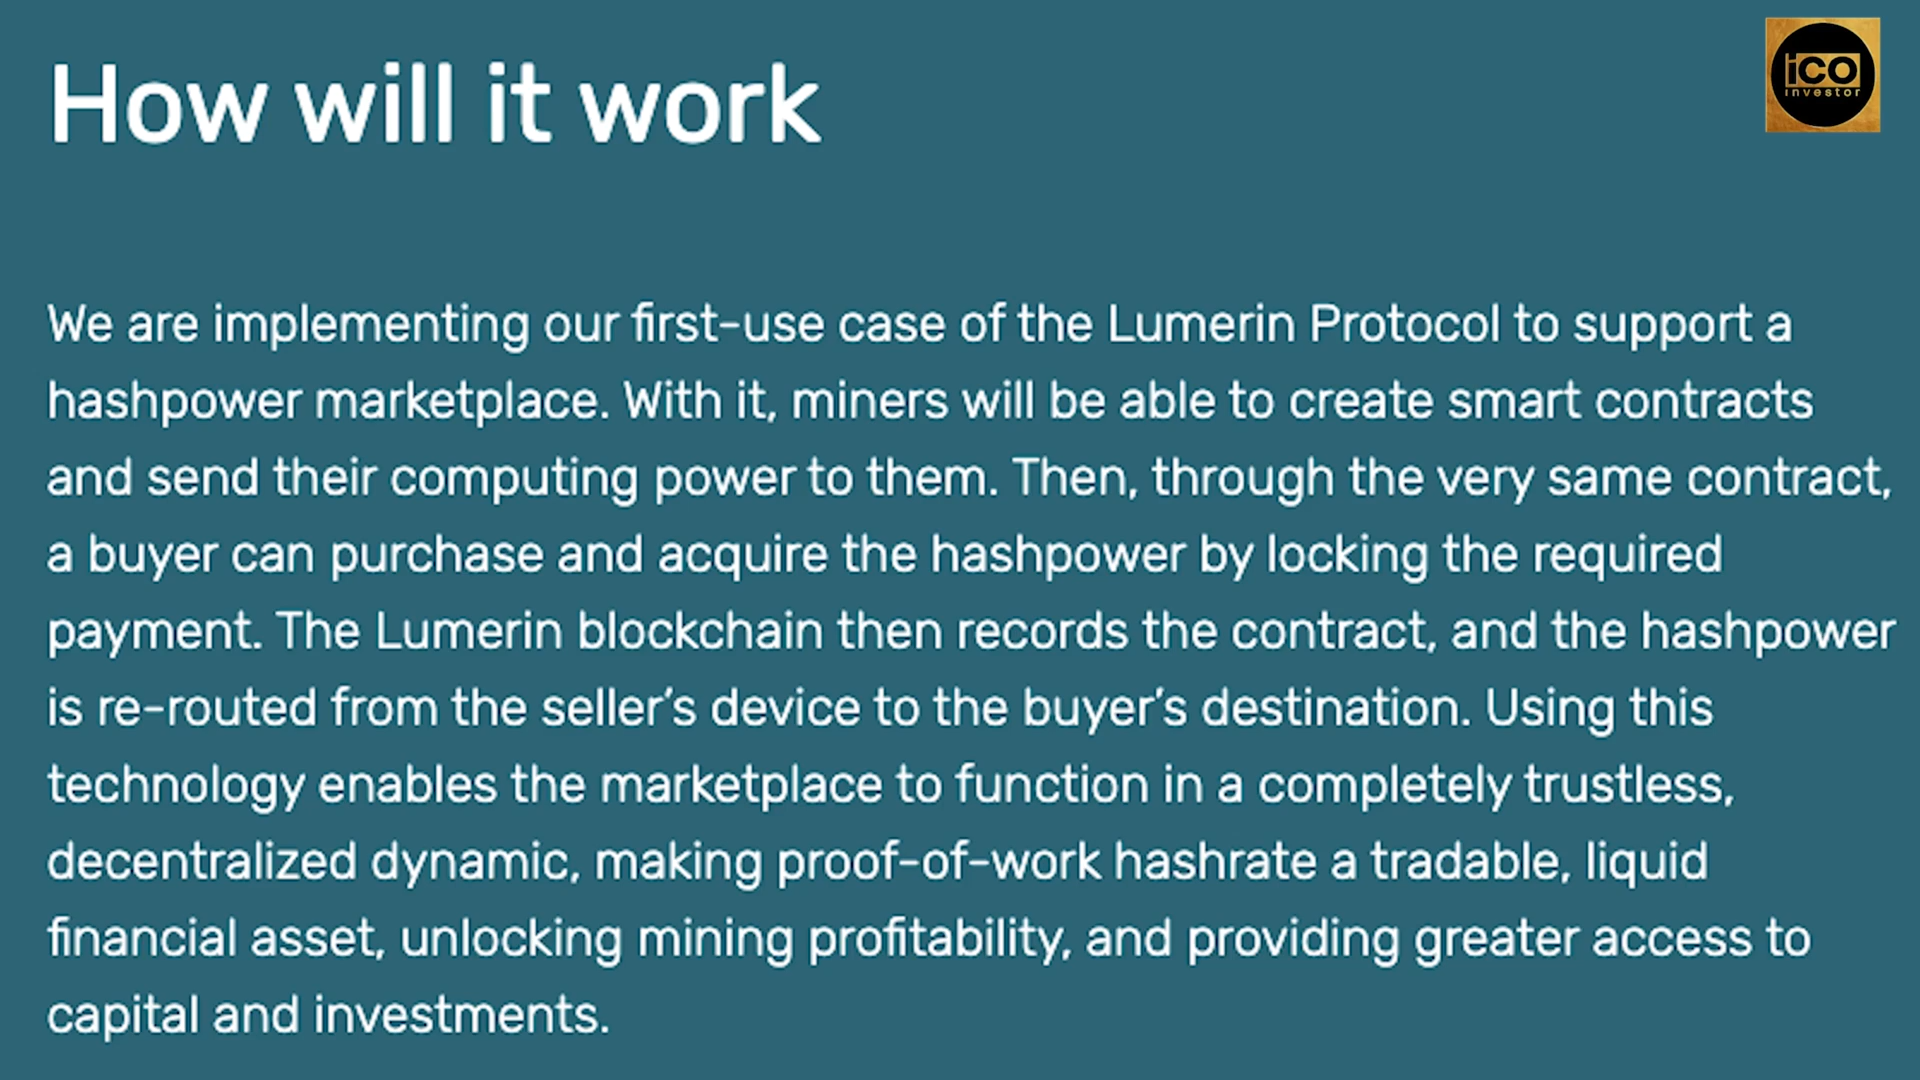 How will it work
iCO
investor
We are implementing our first-use case of the Lumerin Protocol to support a
hashpower marketplace. With it, miners will be able to create smart contracts
and send their computing power to them. Then, through the very same contract,
a buyer can purchase and acquire the hashpower by locking the required
payment. The Lumerin blockchain then records the contract, and the hashpower
is re-routed from the seller’s device to the buyer’s destination. Using this
technology enables the marketplace to function in a completely trustless,
decentralized dynamic, making proof-of-work hashrate a tradable, liquid
financial asset, unlocking mining profitability, and providing greater access to
capital and investments.